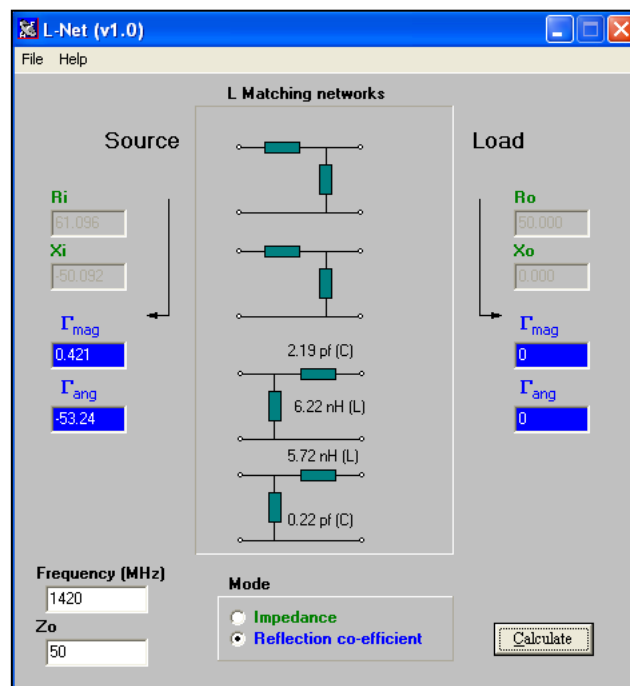 L-Net (v1.0)
File Help
L Matching networks
Source
Load
Ri
61.096
Xi
-50.092
Γmag
0.421
Γang
-53.24
Ro
50.000
Xo
0.000
Γmag
0
Γang
0
2.19 pf (C)
6.22 nH (L)
5.72 nH (L)
0.22 pf (C)
Frequency (MHz)
1420
Zo
50
Mode
Impedance
Reflection co-efficient
Calculate